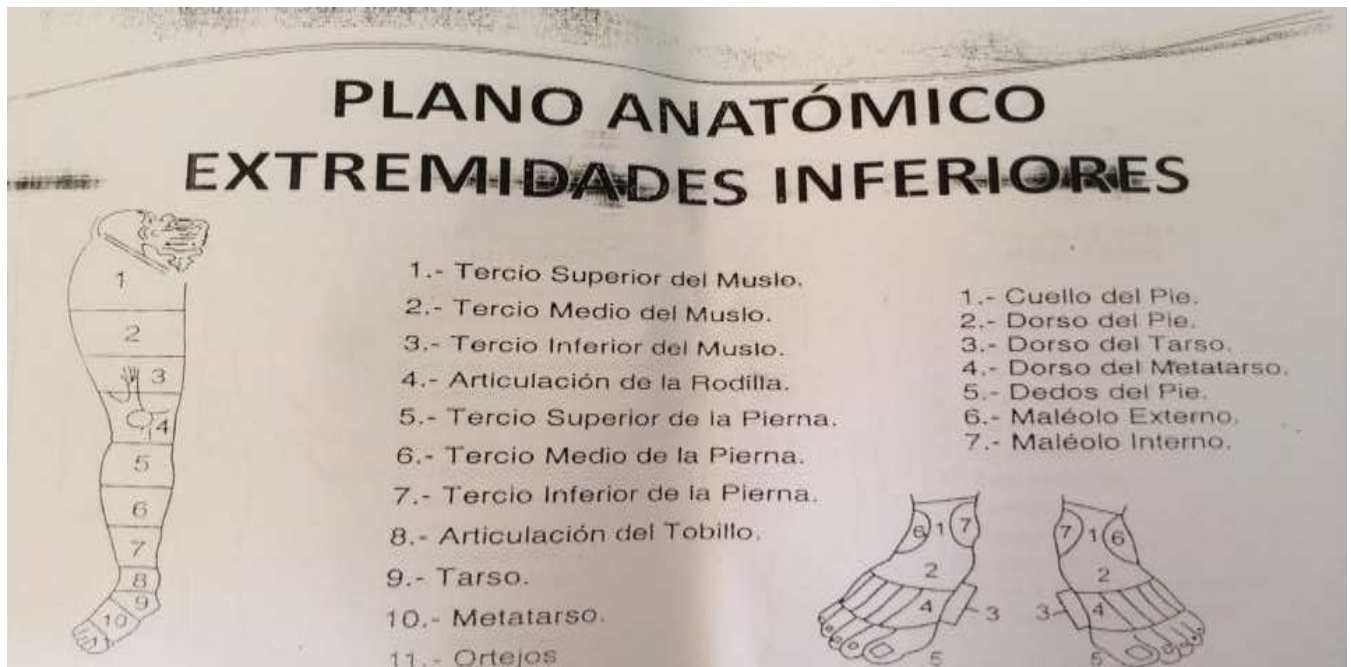 PLANO ANATÓMICO
EXTREMIDADES INFERIORES
1.- Tercio Superior del Muslo.
2.- Tercio Medio del Muslo.
3.- Tercio Inferior del Muslo.
4.- Articulación de la Rodilla.
5.- Tercio Superior de la Pierna.
6.- Tercio Medio de la Pierna.
7.- Tercio Inferior de la Pierna.
8.- Articulación del Tobillo.
9.- Tarso.
10.- Metatarso.
11.- Ortejos
1.- Cuello del Pie.
2.- Dorso del Pie.
3.- Dorso del Tarso.
4.- Dorso del Metatarso.
5.- Dedos del Pie.
6.- Maléolo Externo.
7.- Maléolo Interno.
1
2
3
4
5
6
7
8
9
10
11
6 1 7
2
4
3
5
7 1 6
2
3
4
5